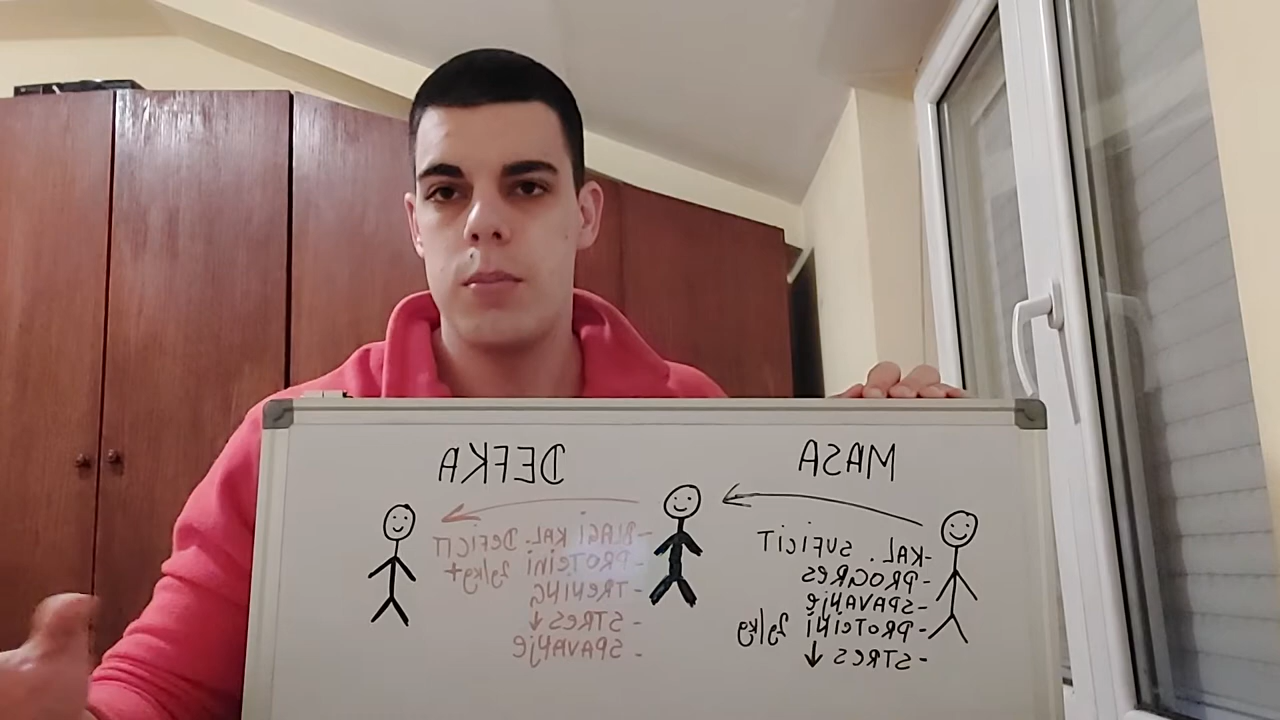 MASA
-KAL. SUFICIT
-PROGRES
-SPAVANJE
-PROTEINI 2g/kg
-STRES ↓
DEFKA
-BLAGI KAL. DEFICIT
-PROTEINI 2g/kg+
-TRENING
-STRES ↓
-SPAVANJE